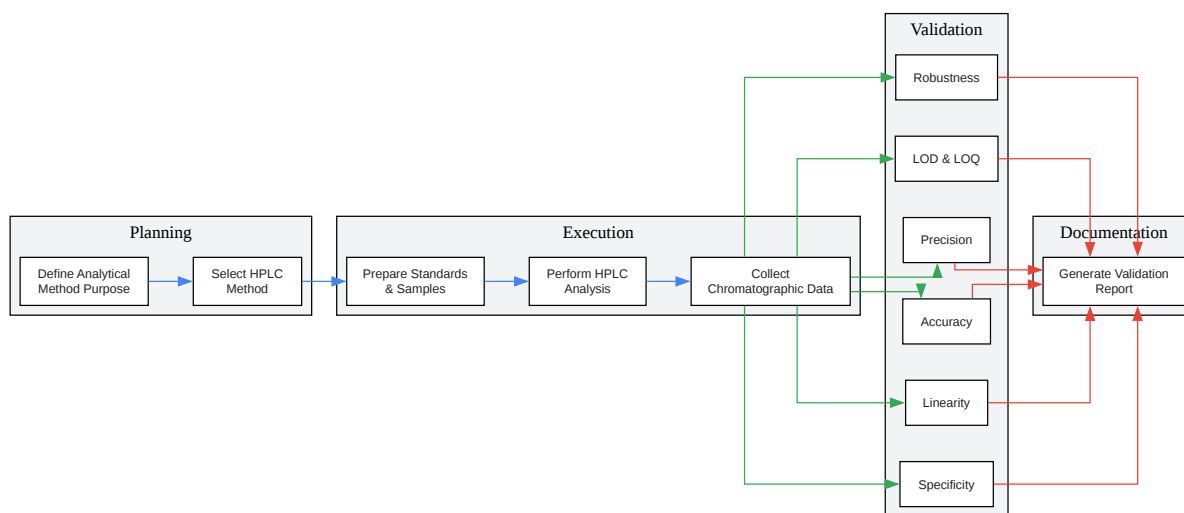 Planning
Define Analytical
Method Purpose
Select HPLC
Method
Execution
Prepare Standards
& Samples
Perform HPLC
Analysis
Collect
Chromatographic Data
Validation
Robustness
LOD & LOQ
Precision
Accuracy
Linearity
Specificity
Documentation
Generate Validation
Report